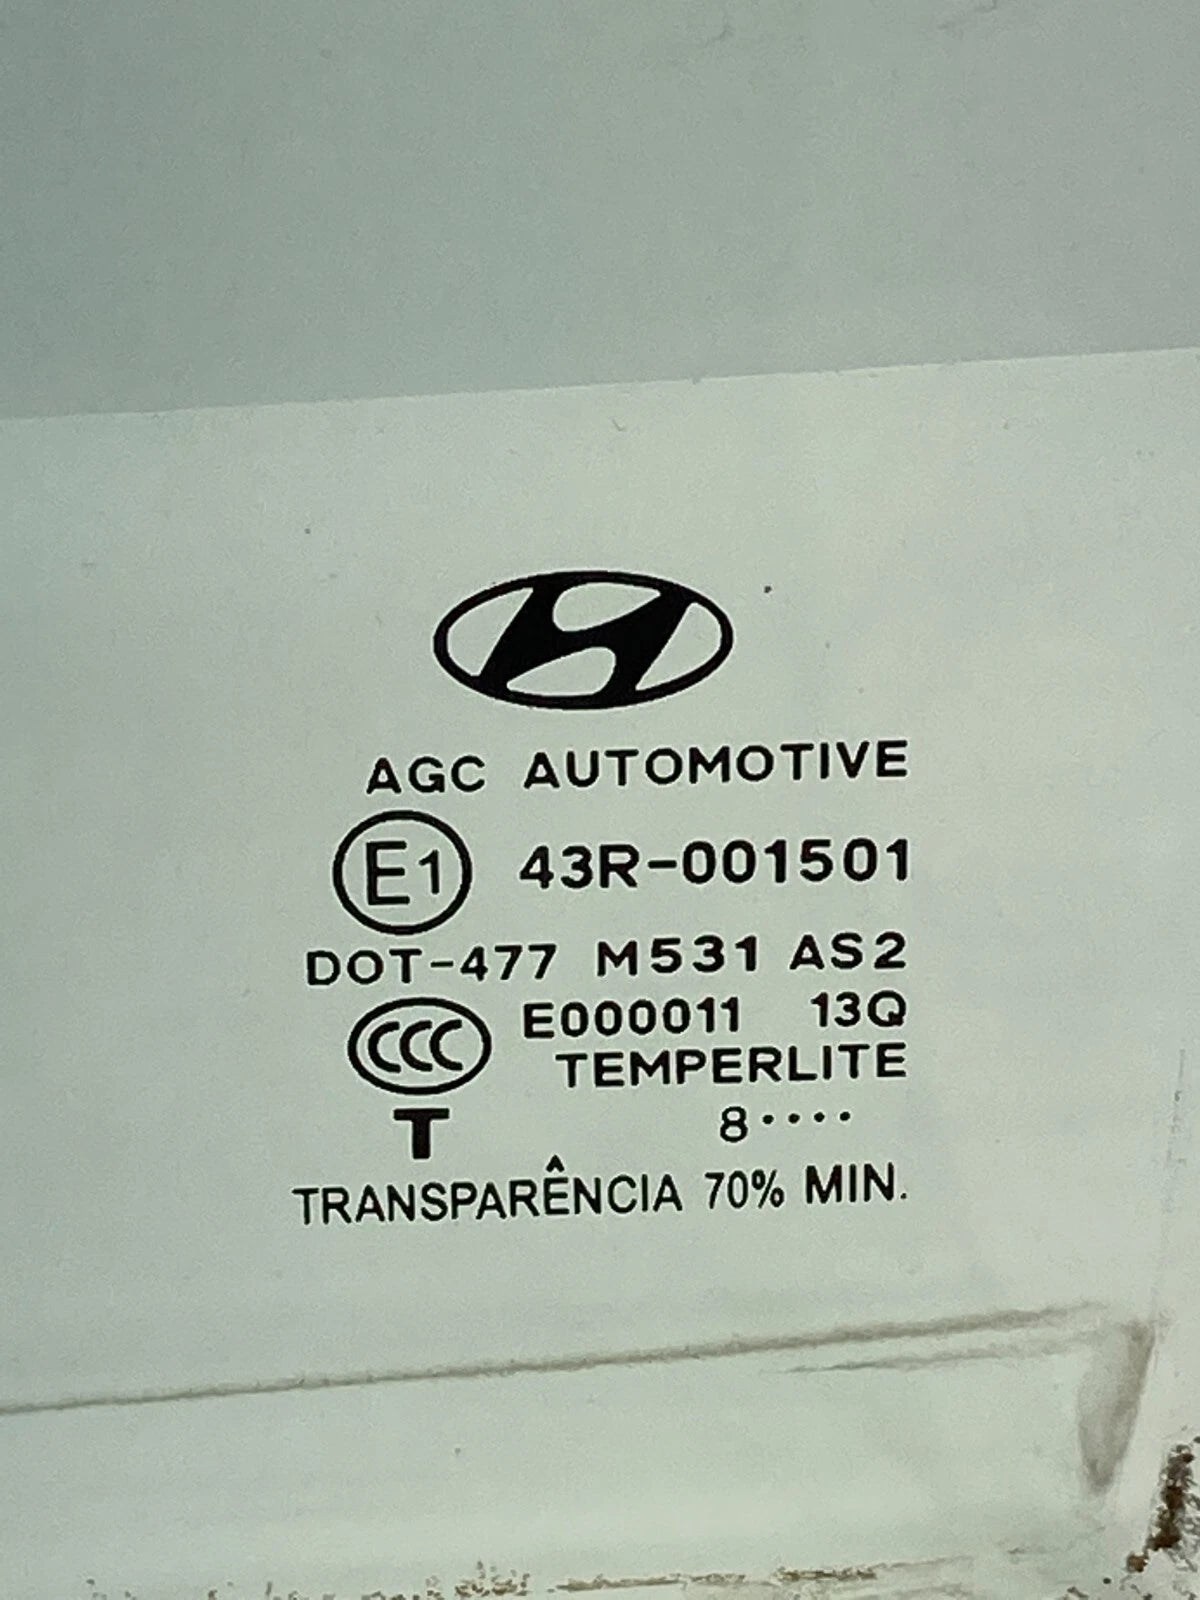 AGC AUTOMOTIVE
E1 43R-001501
DOT-477 M531 AS2
CCC E000011 13Q
TEMPERLITE
T 8····
TRANSPARÊNCIA 70% MIN.